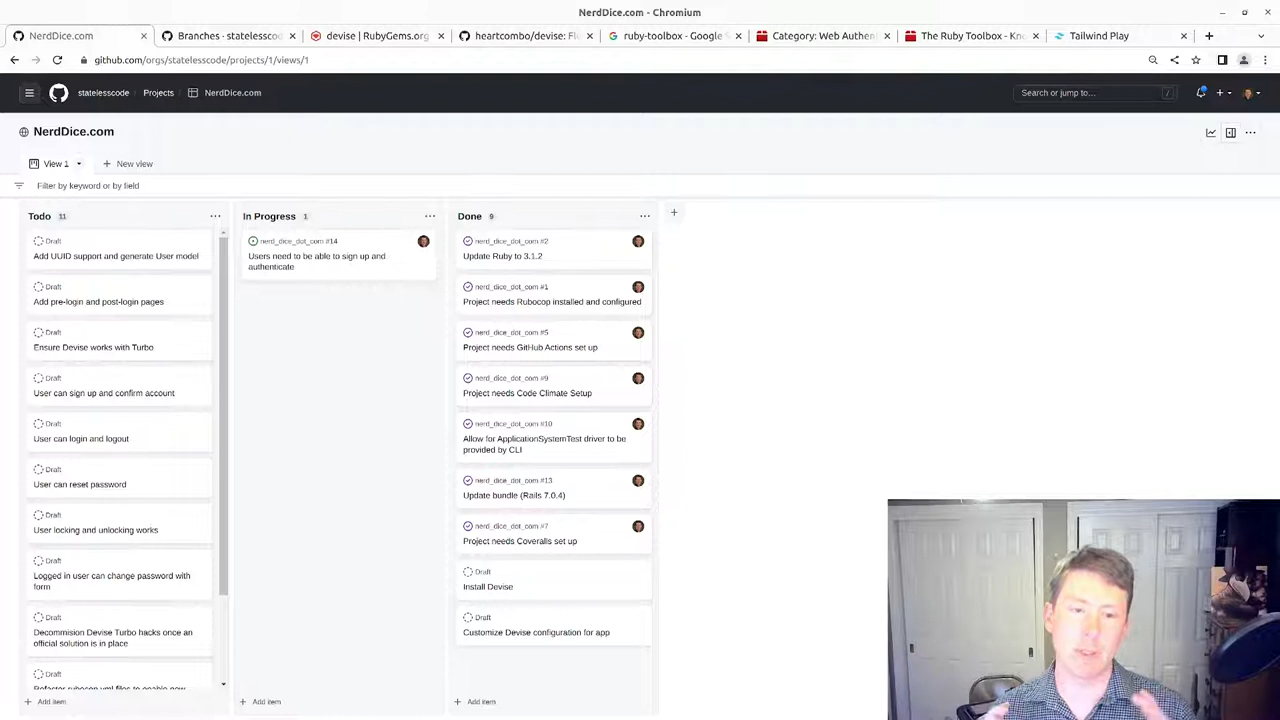 NerdDice.com - Chromium
NerdDice.com
Branches · statelessco
devise | RubyGems.org
heartcombo/devise: Fl
ruby-toolbox - Google S
Category: Web Authen
The Ruby Toolbox - Kno
Tailwind Play
github.com/orgs/statelesscode/projects/1/views/1
statelesscode
Projects
NerdDice.com
Search or jump to…
/
NerdDice.com
View 1
New view
Filter by keyword or by field
Todo 11
Draft
Add UUID support and generate User model
Draft
Add pre-login and post-login pages
Draft
Ensure Devise works with Turbo
Draft
User can sign up and confirm account
Draft
User can login and logout
Draft
User can reset password
Draft
User locking and unlocking works
Draft
Logged in user can change password with
form
Draft
Decommision Devise Turbo hacks once an
official solution is in place
Draft
Refactor rubocop yml files to enable new
Add item
In Progress 1
nerd_dice_dot_com #14
Users need to be able to sign up and
authenticate
Add item
Done 9
nerd_dice_dot_com #2
Update Ruby to 3.1.2
nerd_dice_dot_com #1
Project needs Rubocop installed and configured
nerd_dice_dot_com #5
Project needs GitHub Actions set up
nerd_dice_dot_com #9
Project needs Code Climate Setup
nerd_dice_dot_com #10
Allow for ApplicationSystemTest driver to be
provided by CLI
nerd_dice_dot_com #13
Update bundle (Rails 7.0.4)
nerd_dice_dot_com #7
Project needs Coveralls set up
Draft
Install Devise
Draft
Customize Devise configuration for app
Add item